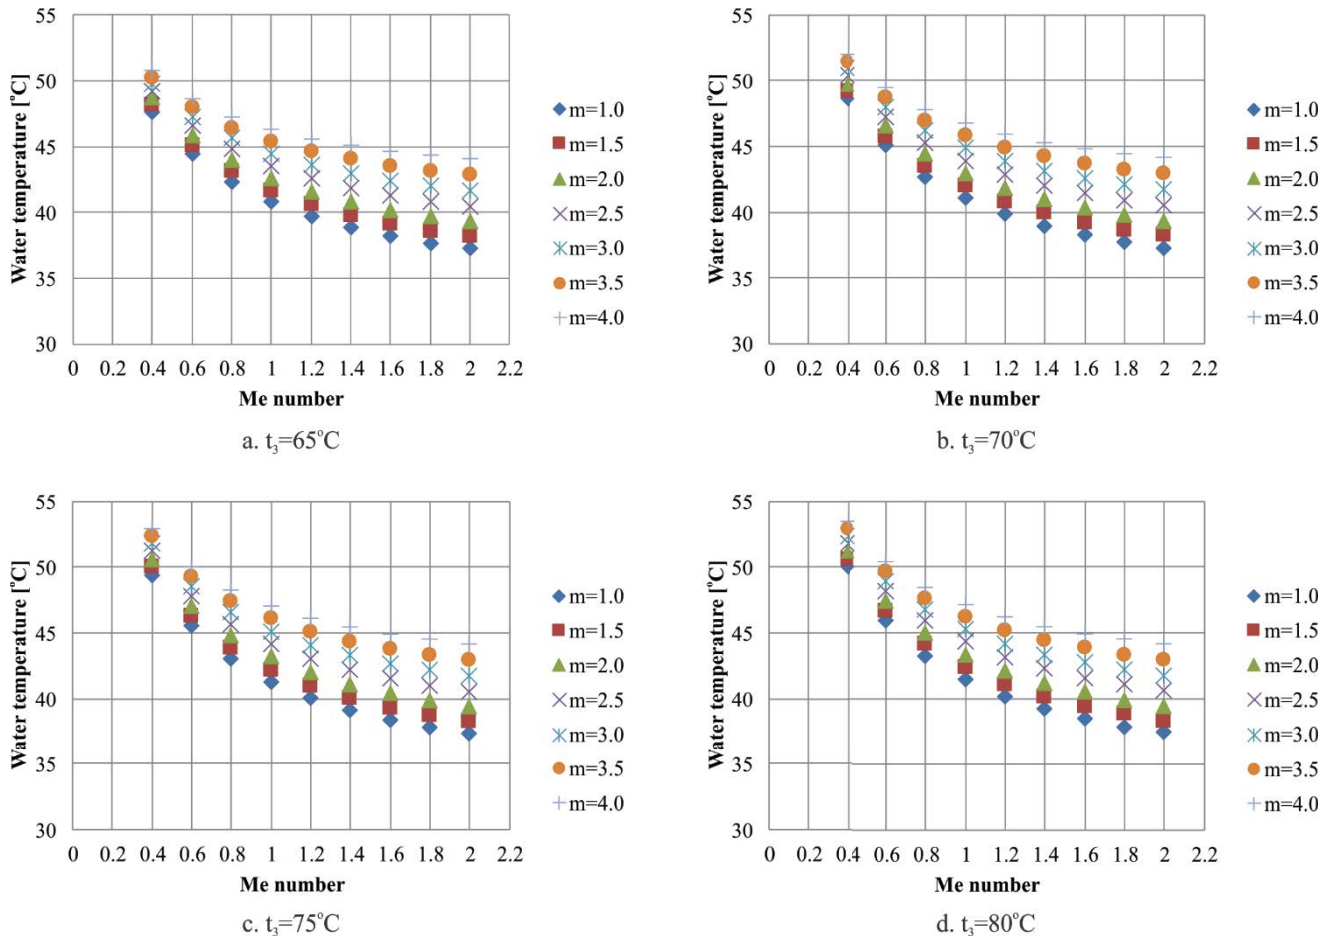 55
50
45
40
35
30
Water temperature [°C]
0 0.2 0.4 0.6 0.8 1 1.2 1.4 1.6 1.8 2 2.2
Me number
m=1.0
m=1.5
m=2.0
m=2.5
m=3.0
m=3.5
m=4.0
a. t₃=65°C
55
50
45
40
35
30
Water temperature [°C]
0 0.2 0.4 0.6 0.8 1 1.2 1.4 1.6 1.8 2 2.2
Me number
m=1.0
m=1.5
m=2.0
m=2.5
m=3.0
m=3.5
m=4.0
b. t₃=70°C
55
50
45
40
35
30
Water temperature [°C]
0 0.2 0.4 0.6 0.8 1 1.2 1.4 1.6 1.8 2 2.2
Me number
m=1.0
m=1.5
m=2.0
m=2.5
m=3.0
m=3.5
m=4.0
c. t₃=75°C
55
50
45
40
35
30
Water temperature [°C]
0 0.2 0.4 0.6 0.8 1 1.2 1.4 1.6 1.8 2 2.2
Me number
m=1.0
m=1.5
m=2.0
m=2.5
m=3.0
m=3.5
m=4.0
d. t₃=80°C